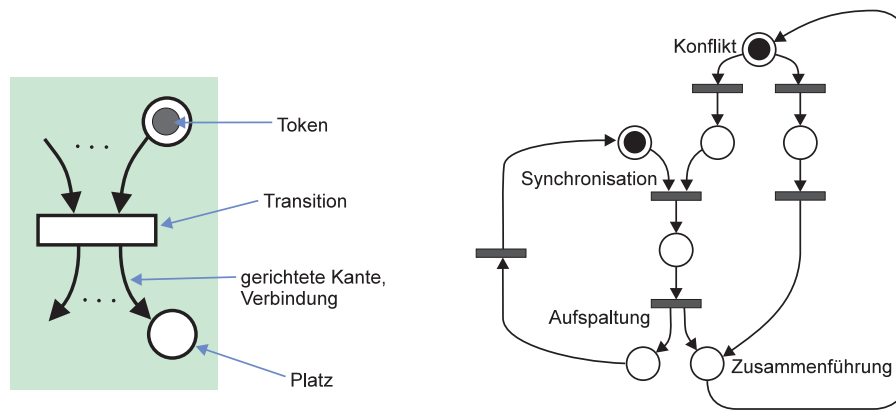 Token
Transition
gerichtete Kante,
Verbindung
Platz
Konflikt
Synchronisation
Aufspaltung
Zusammenführung